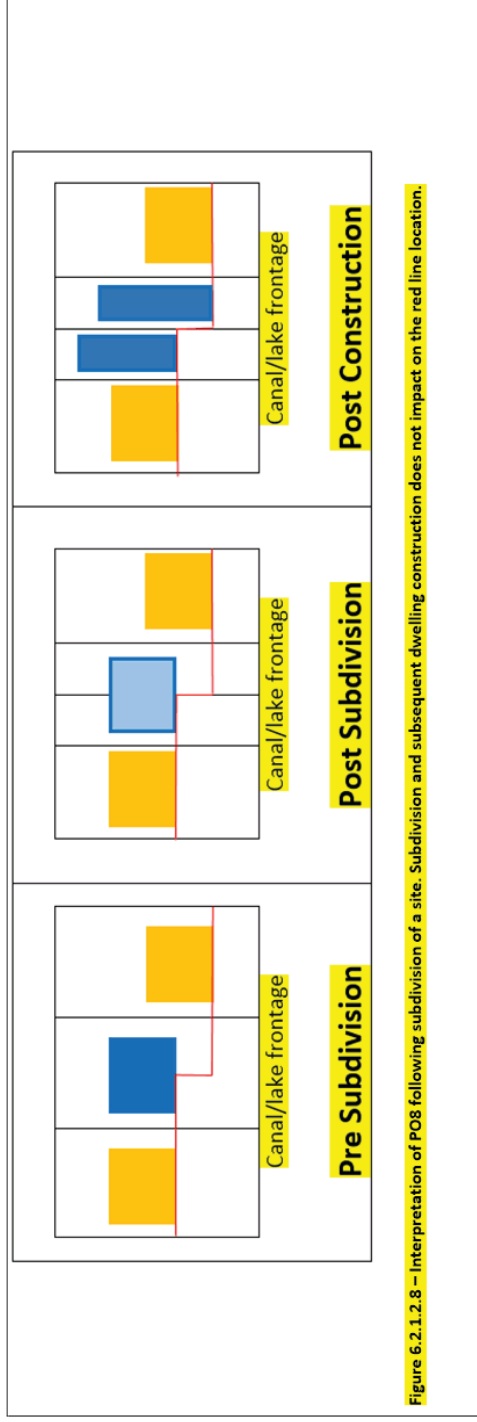 Canal/lake frontage
Pre Subdivision
Canal/lake frontage
Post Subdivision
Canal/lake frontage
Post Construction
Figure 6.2.1.2.8 – Interpretation of PO8 following subdivision of a site. Subdivision and subsequent dwelling construction does not impact on the red line location.